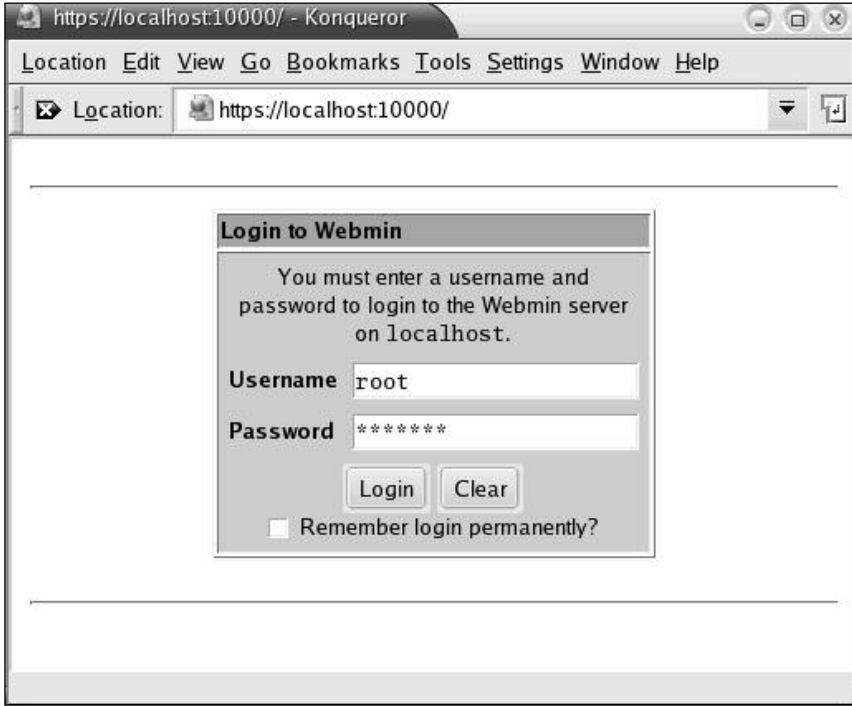 https://localhost:10000/ - Konqueror
Location Edit View Go Bookmarks Tools Settings Window Help
Location: https://localhost:10000/
Login to Webmin
You must enter a username and
password to login to the Webmin server
on localhost.
Username root
Password *******
Login Clear
Remember login permanently?